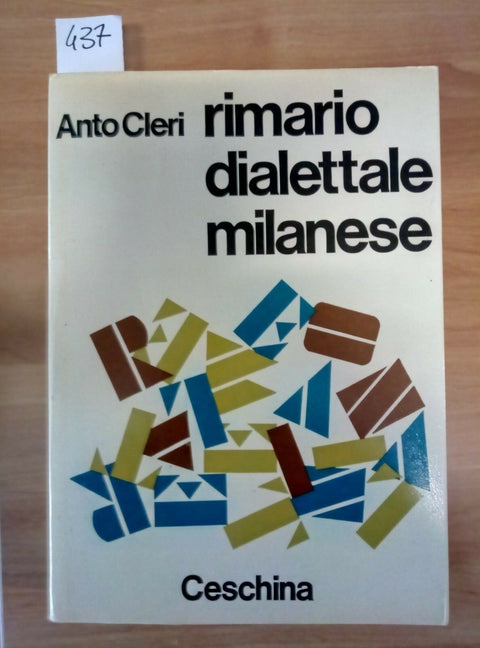 437
Anto Cleri rimario
dialettale
milanese
Ceschina